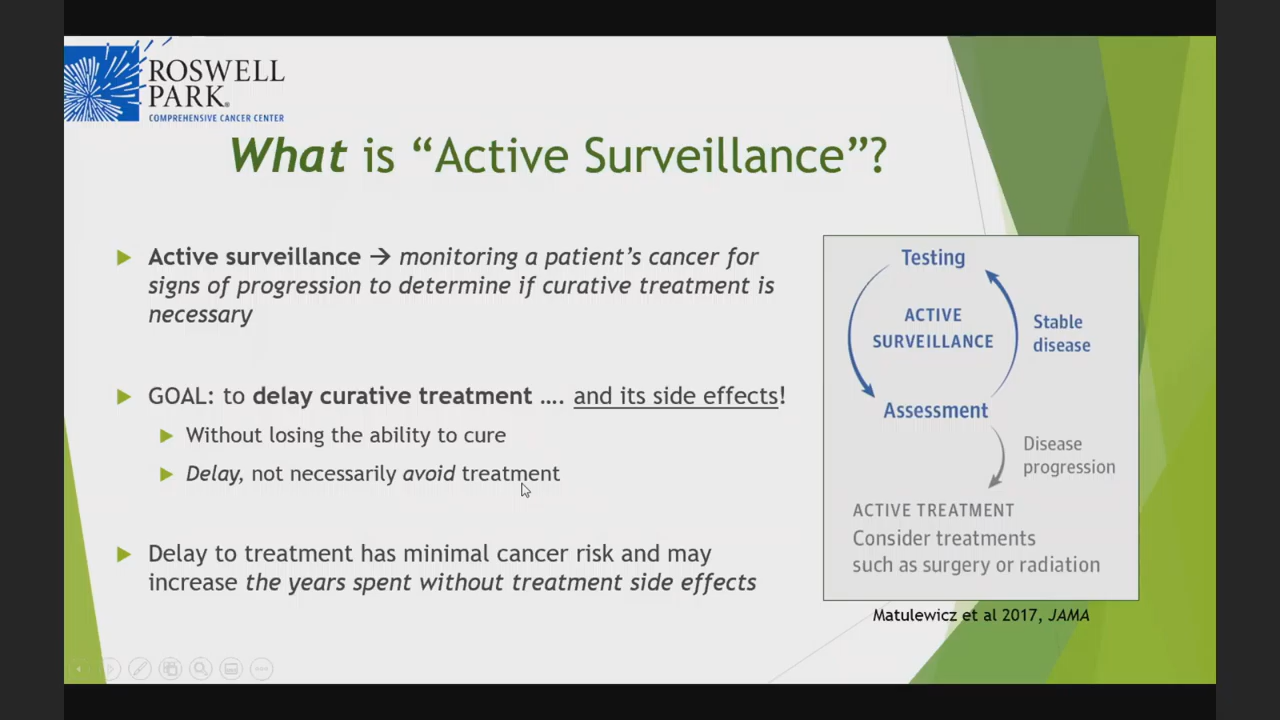 ROSWELL
PARK®
COMPREHENSIVE CANCER CENTER
What is “Active Surveillance”?
Active surveillance → monitoring a patient’s cancer for
signs of progression to determine if curative treatment is
necessary
GOAL: to delay curative treatment .... and its side effects!
Without losing the ability to cure
Delay, not necessarily avoid treatment
Delay to treatment has minimal cancer risk and may
increase the years spent without treatment side effects
Testing
ACTIVE
SURVEILLANCE
Stable
disease
Assessment
Disease
progression
ACTIVE TREATMENT
Consider treatments
such as surgery or radiation
Matulewicz et al 2017, JAMA